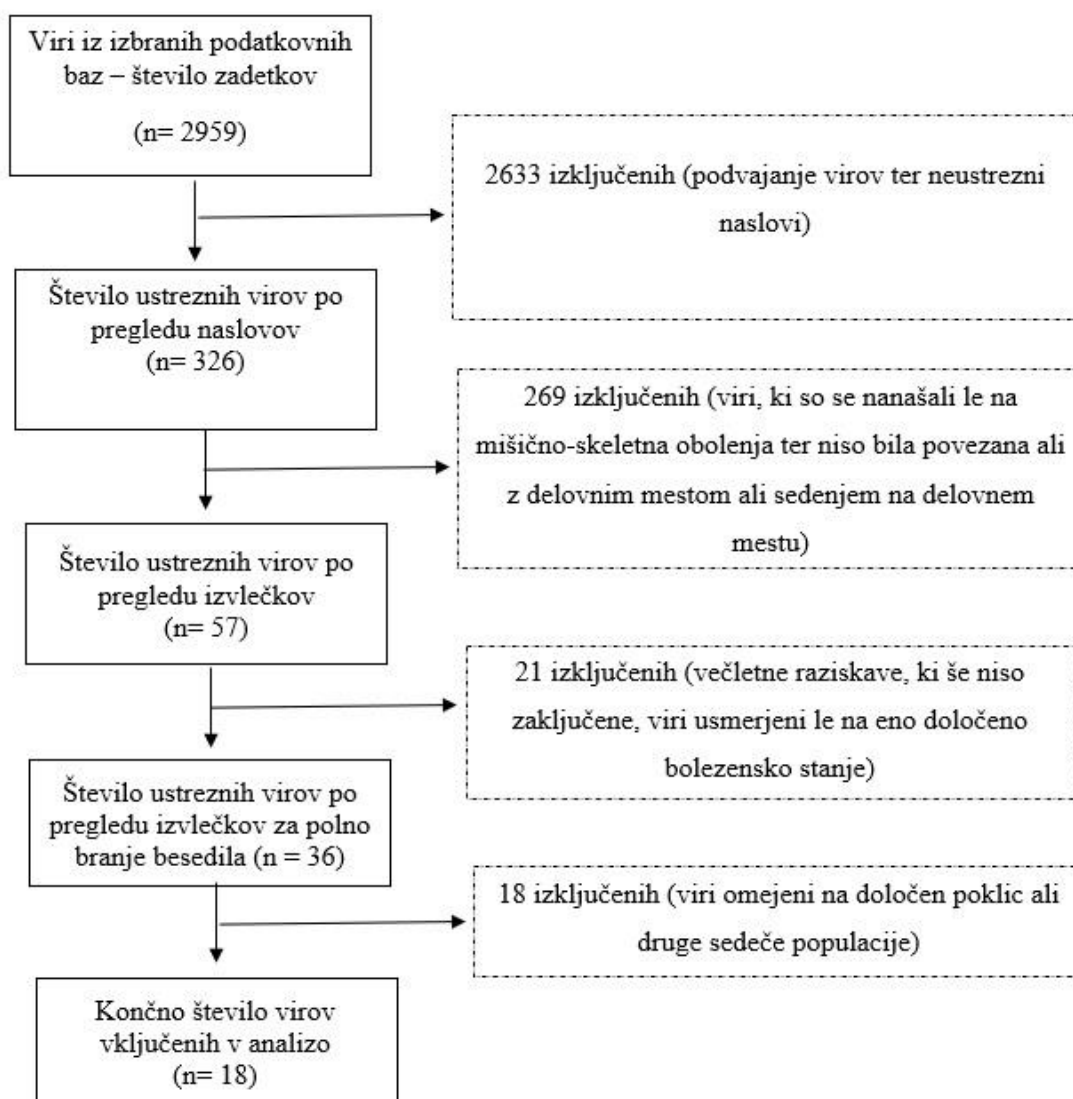 Viri iz izbranih podatkovnih
baz – število zadetkov
(n= 2959)
2633 izključenih (podvajanje virov ter neustrezni
naslovi)
Število ustreznih virov po
pregledu naslovov
(n= 326)
269 izključenih (viri, ki so se nanašali le na
mišično-skeletna obolenja ter niso bila povezana ali
z delovnim mestom ali sedenjem na delovnem
mestu)
Število ustreznih virov po
pregledu izvlečkov
(n= 57)
21 izključenih (večletne raziskave, ki še niso
zaključene, viri usmerjeni le na eno določeno
bolezensko stanje)
Število ustreznih virov po
pregledu izvlečkov za polno
branje besedila (n = 36)
18 izključenih (viri omejeni na določen poklic ali
druge sedeče populacije)
Končno število virov
vključenih v analizo
(n= 18)